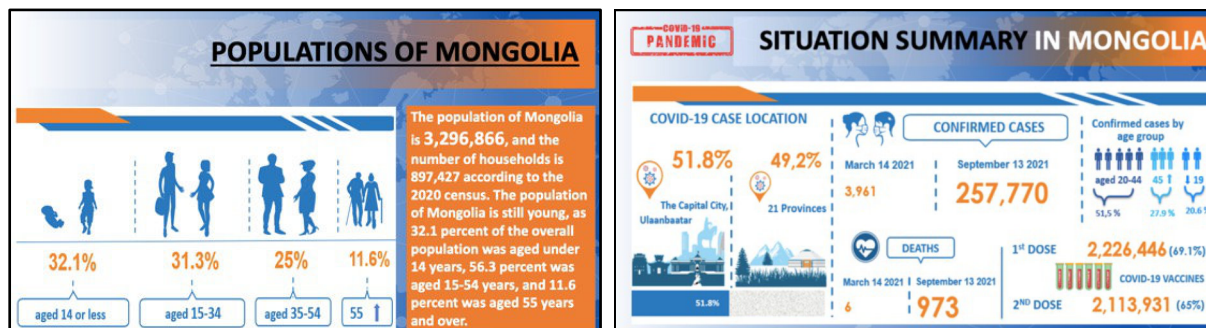 POPULATIONS OF MONGOLIA
32.1%
31.3%
25%
11.6%
aged 14 or less
aged 15-34
aged 35-54
55 ↑
The population of Mongolia
is 3,296,866, and the
number of households is
897,427 according to the
2020 census. The population
of Mongolia is still young, as
32.1 percent of the overall
population was aged under
14 years, 56.3 percent was
aged 15-54 years, and 11.6
percent was aged 55 years
and over.
COVID-19
PANDEMIC
SITUATION SUMMARY IN MONGOLIA
COVID-19 CASE LOCATION
51.8%
The Capital City,
Ulaanbaatar
49,2%
21 Provinces
51.8%
CONFIRMED CASES
March 14 2021
3,961
September 13 2021
257,770
DEATHS
March 14 2021
6
September 13 2021
973
Confirmed cases by
age group
aged 20-44
45 ↑
↓ 19
51,5 %
27.9 %
20.6 %
1st DOSE
2,226,446 (69.1%)
COVID-19 VACCINES
2ND DOSE
2,113,931 (65%)